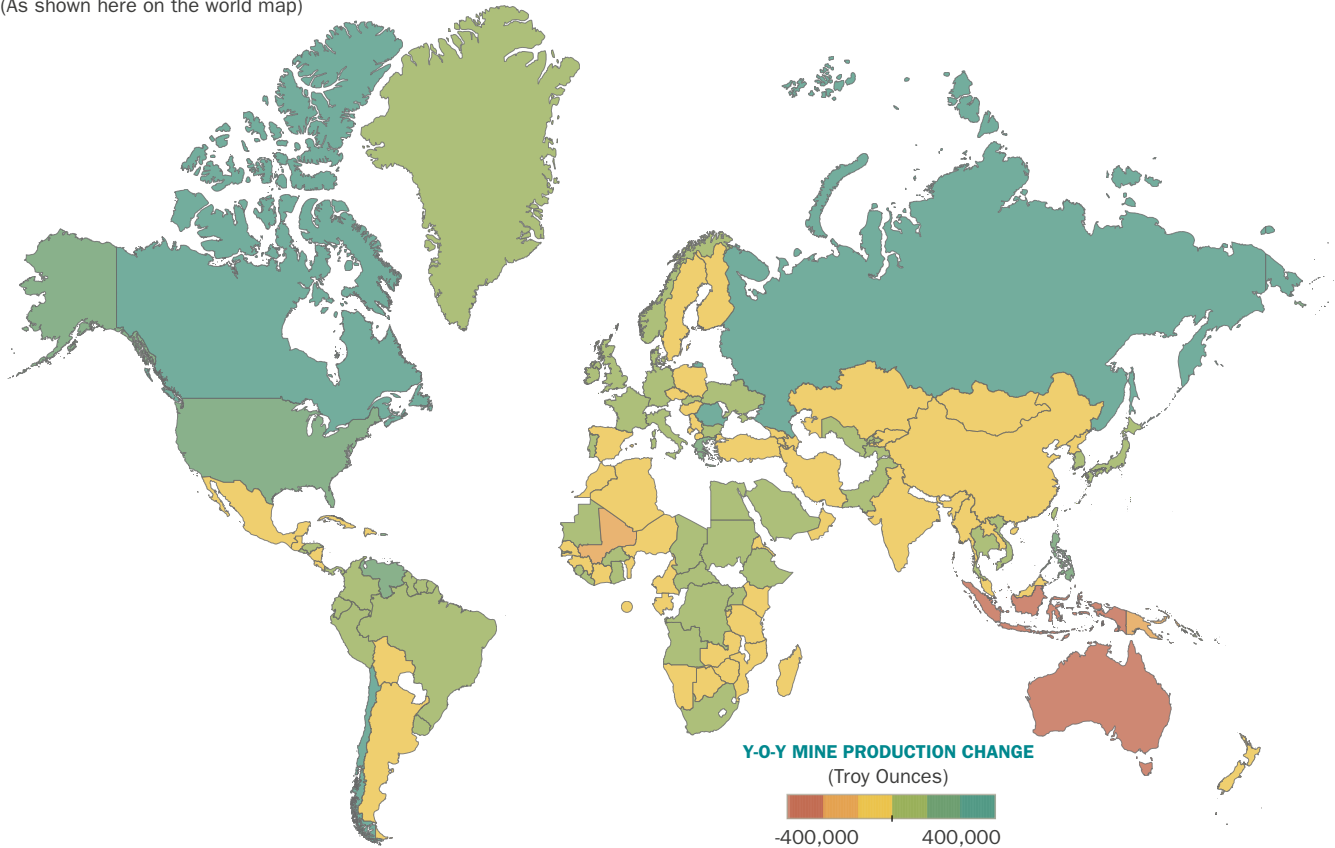 (As shown here on the world map)
Y-O-Y MINE PRODUCTION CHANGE
(Troy Ounces)
-400,000 400,000